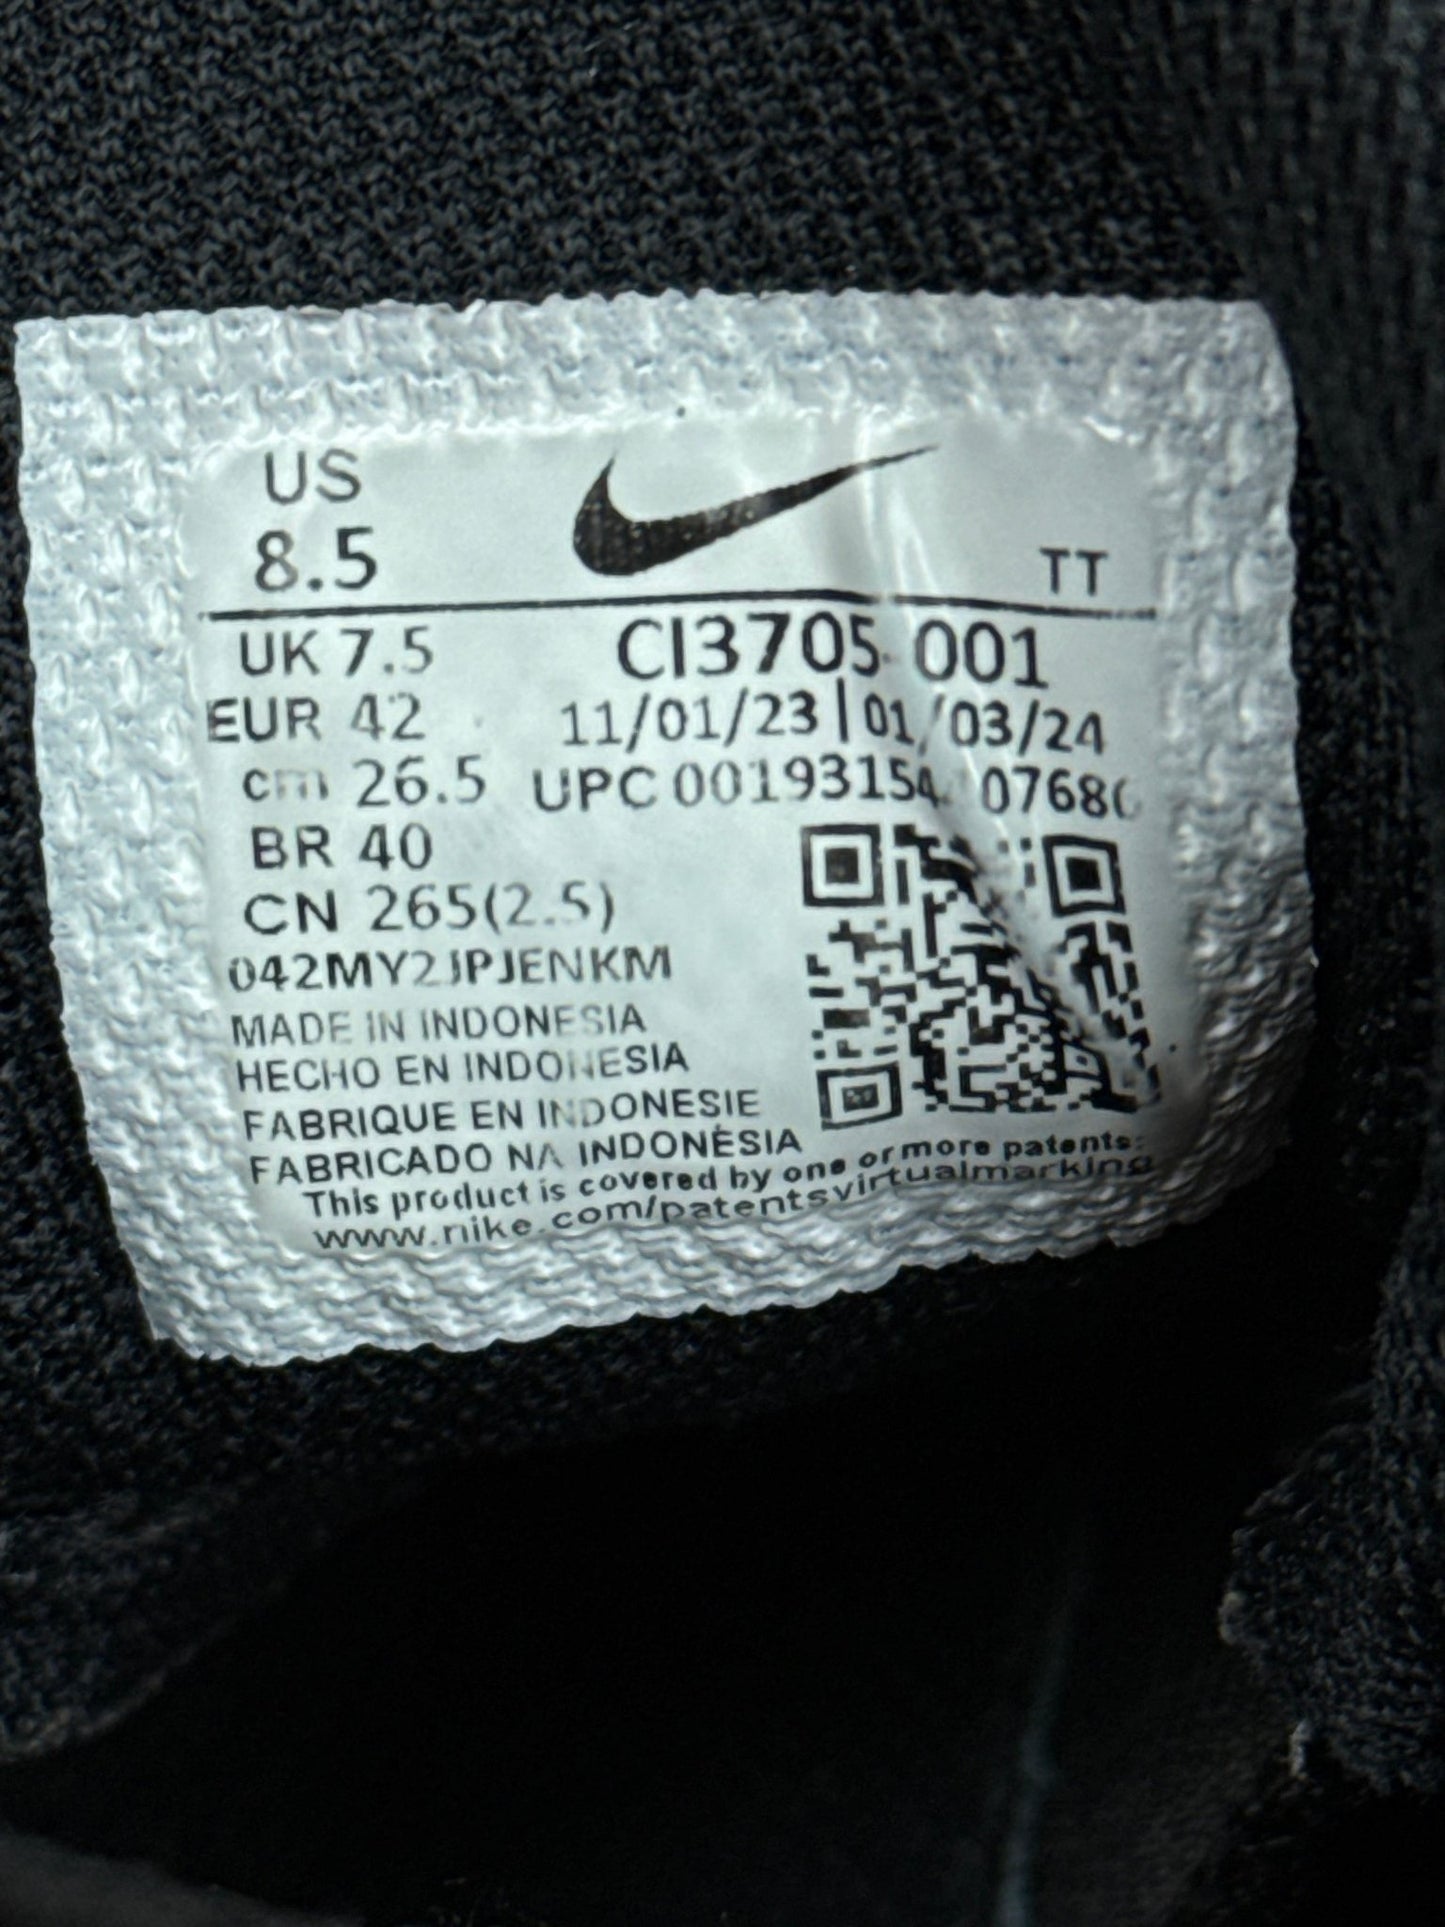 US
8.5
TT
UK 7.5 CI3705 001
EUR 42 11/01/23 | 01/03/24
cm 26.5 UPC
BR 40
CN 265(2.5)
042MY2JPJENKM
MADE IN INDONESIA
HECHO EN INDONESIA
FABRIQUE EN INDONESIE
FABRICADO NA INDONÉSIA
This product is covered by one or more patents:
www.nike.com/patentsvirtualmarking